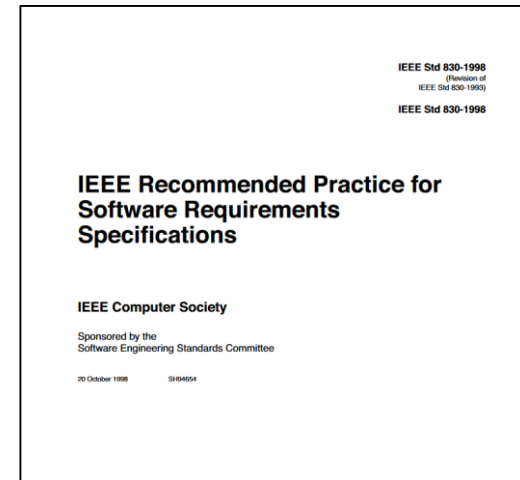 IEEE Std 830-1998
(Revision of
IEEE Std 830-1993)
IEEE Std 830-1998
IEEE Recommended Practice for
Software Requirements
Specifications
IEEE Computer Society
Sponsored by the
Software Engineering Standards Committee
20 October 1998 SH94654